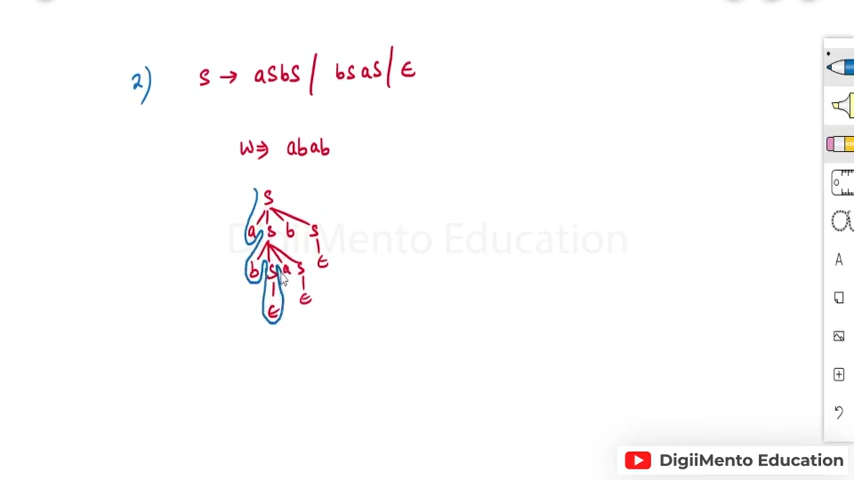 2) S → aSbS / bSaS / ε
w ⇒ abab
S
a S b S
b S a S ε
ε ε
DigiiMento Education
A
DigiiMento Education